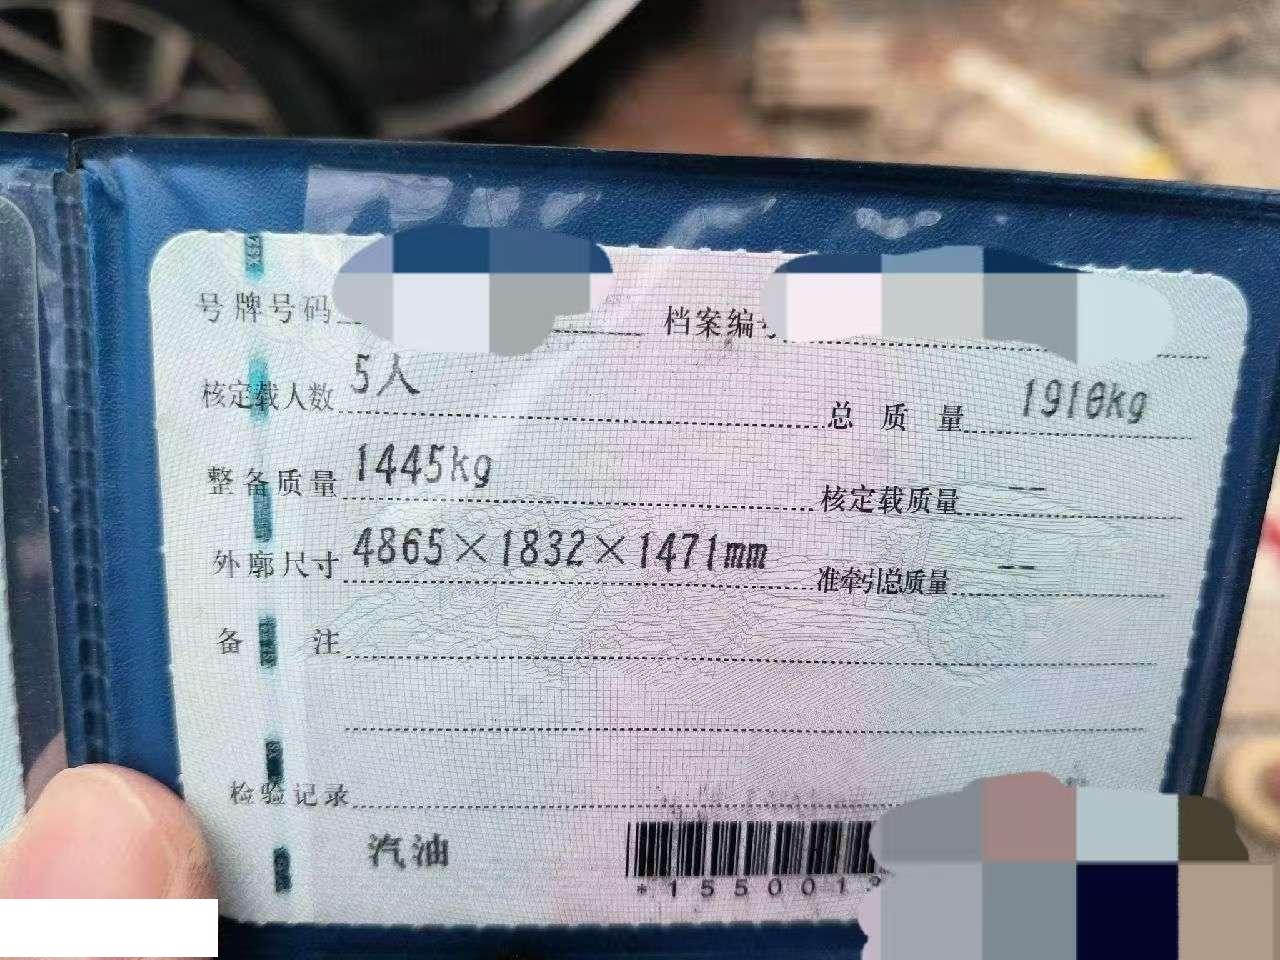 号牌号码 档案编号
核定载人数 5人 总质量 1910kg
整备质量 1445kg 核定载质量 --
外廓尺寸 4865×1832×1471mm 准牵引总质量 --
备注
检验记录
汽油
*155001